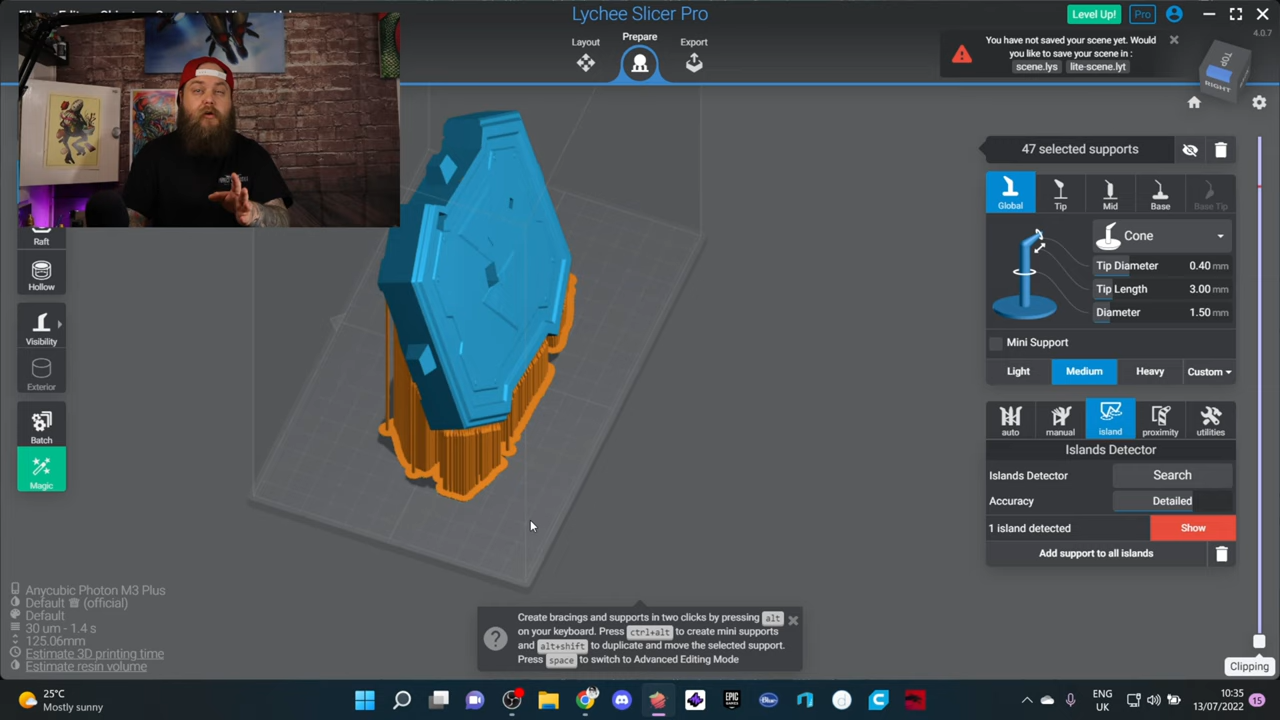 Lychee Slicer Pro
Level Up!
Pro
4.0.7
Layout
Prepare
Export
You have not saved your scene yet. Would
you like to save your scene in :
scene.lys
lite-scene.lyt
TOP
RIGHT
47 selected supports
Global
Tip
Mid
Base
Base Tip
Cone
Tip Diameter 0.40 mm
Tip Length 3.00 mm
Diameter 1.50 mm
Mini Support
Light
Medium
Heavy
Custom
auto
manual
island
proximity
utilities
Islands Detector
Islands Detector Search
Accuracy Detailed
1 island detected Show
Add support to all islands
Raft
Hollow
Visibility
Exterior
Batch
Magic
Anycubic Photon M3 Plus
Default (official)
Default
30 um - 1.4 s
125.06mm
Estimate 3D printing time
Estimate resin volume
Create bracings and supports in two clicks by pressing alt
on your keyboard. Press ctrl+alt to create mini supports
and alt+shift to duplicate and move the selected support.
Press space to switch to Advanced Editing Mode
Clipping
25°C
Mostly sunny
EPIC
ENG
UK
10:35
13/07/2022
15